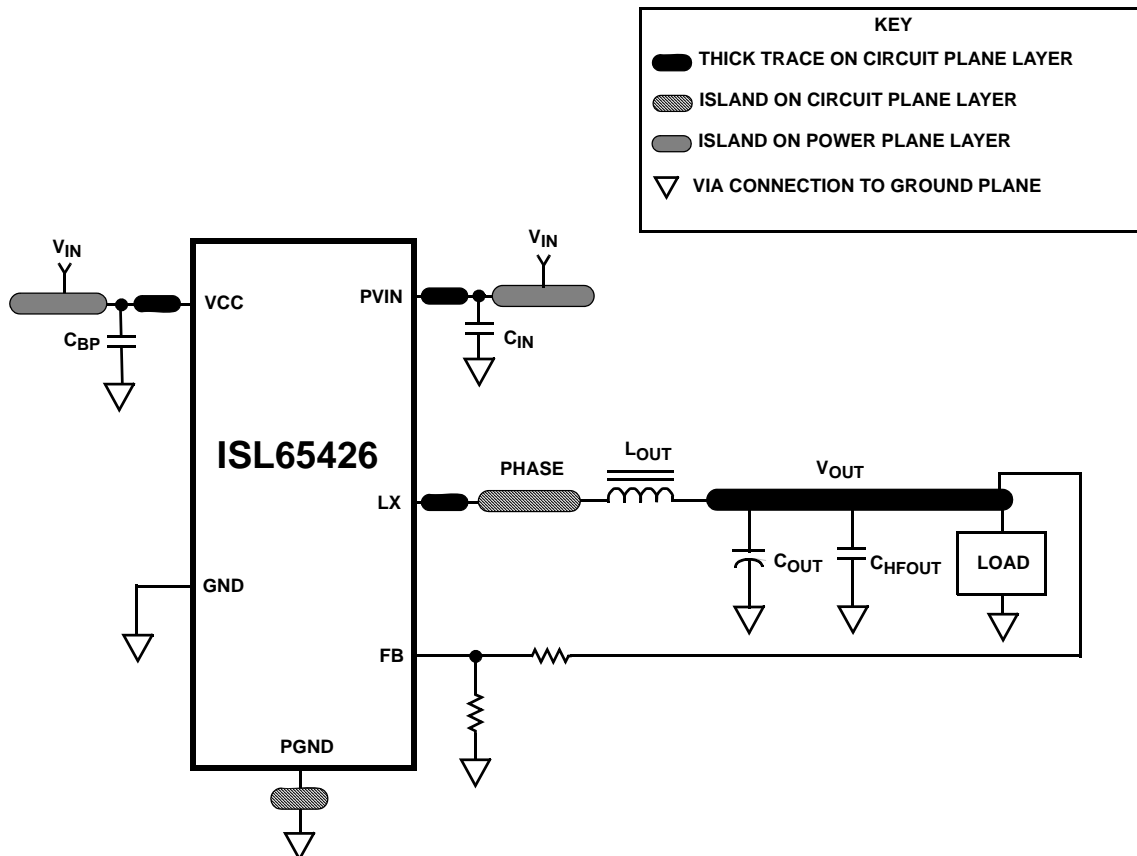 KEY
THICK TRACE ON CIRCUIT PLANE LAYER
ISLAND ON CIRCUIT PLANE LAYER
ISLAND ON POWER PLANE LAYER
VIA CONNECTION TO GROUND PLANE
VIN
VIN
VCC
PVIN
CBP
CIN
ISL65426
LOUT
PHASE
VOUT
LX
COUT
CHFOUT
LOAD
GND
FB
PGND